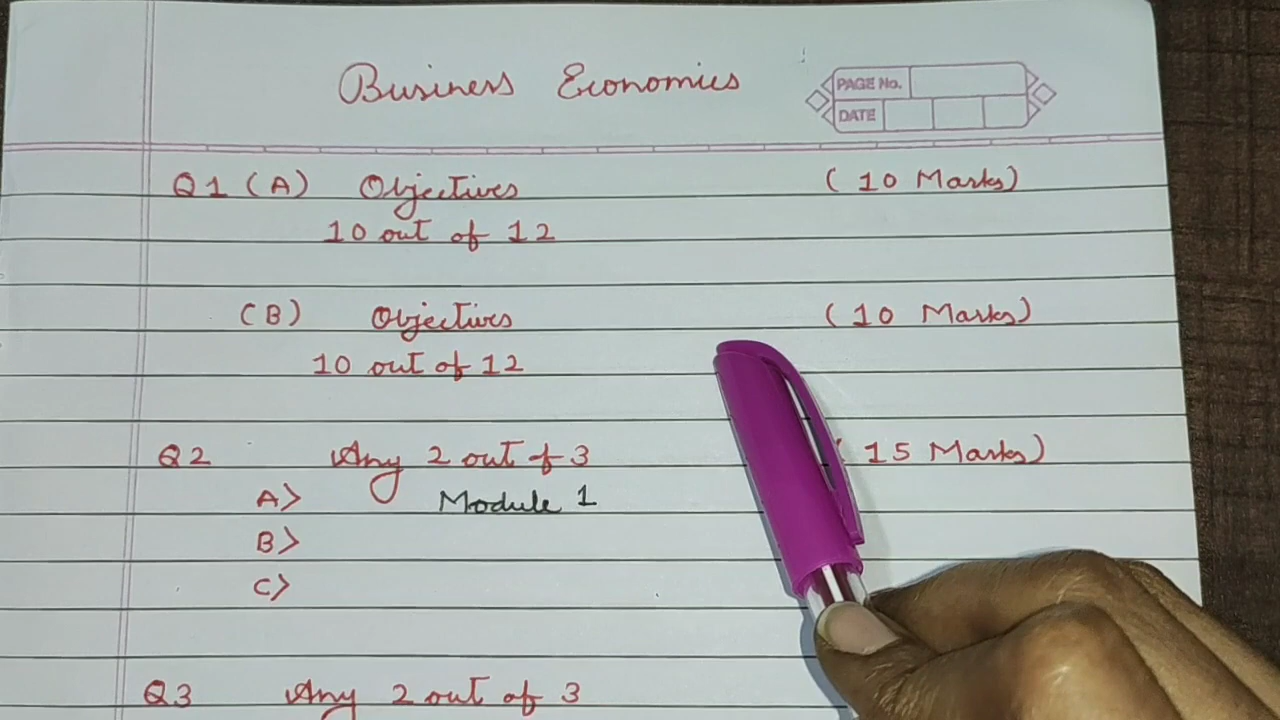 Business Economics
PAGE No.
DATE
Q1 (A) Objectives (10 Marks)
10 out of 12
(B) Objectives (10 Marks)
10 out of 12
Q2 Any 2 out of 3 (15 Marks)
A> Module 1
B>
C>
Q3 Any 2 out of 3